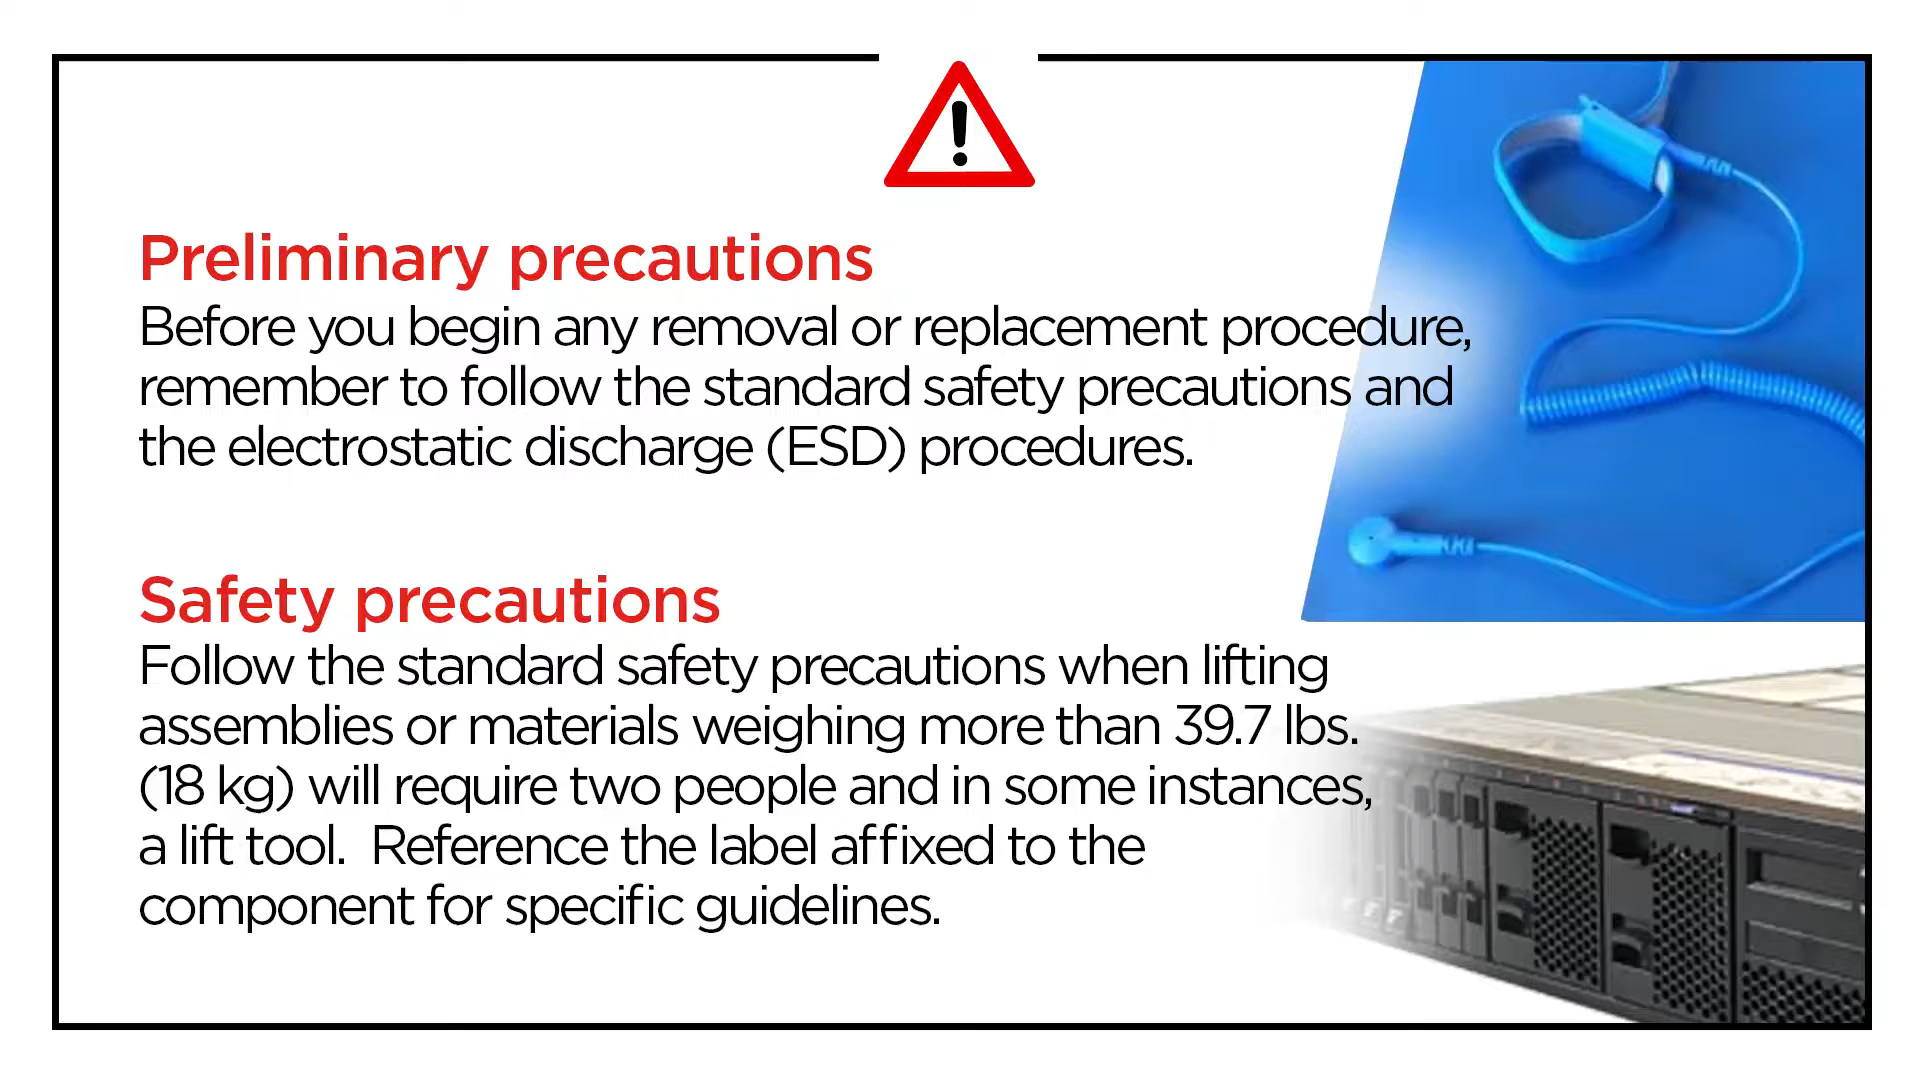 Preliminary precautions
Before you begin any removal or replacement procedure,
remember to follow the standard safety precautions and
the electrostatic discharge (ESD) procedures.
Safety precautions
Follow the standard safety precautions when lifting
assemblies or materials weighing more than 39.7 lbs.
(18 kg) will require two people and in some instances,
a lift tool.  Reference the label affixed to the
component for specific guidelines.